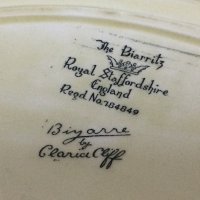 The Biarritz
Royal Staffordshire
England
Regd No. 784849
Bizarre
by
Clarice Cliff